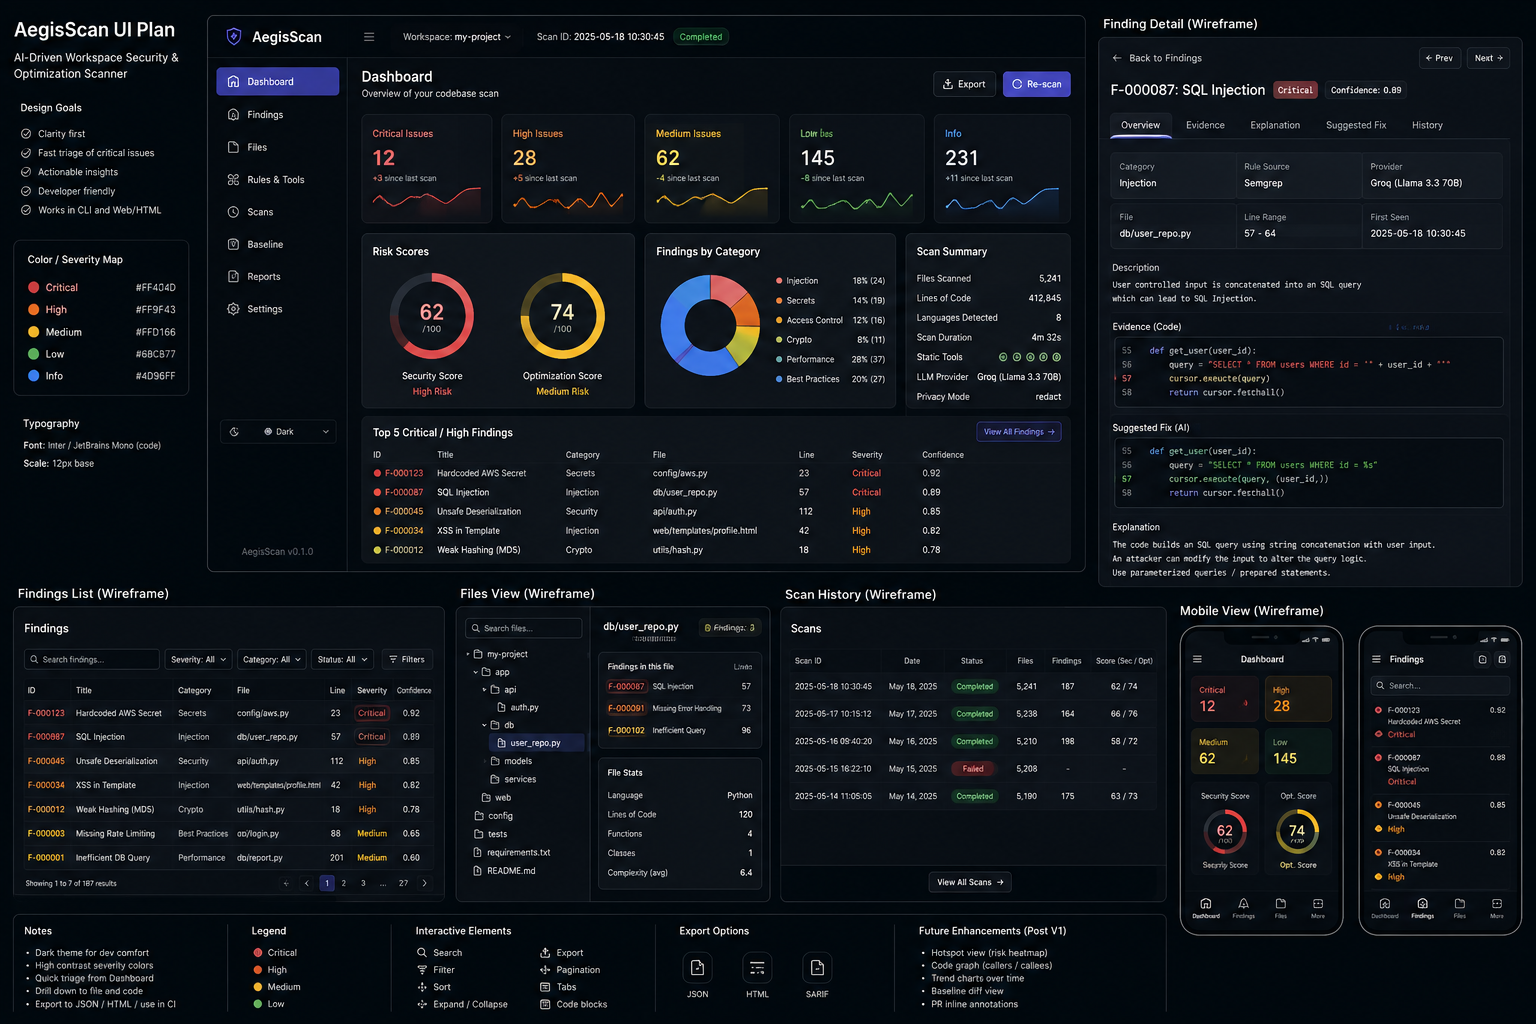 AegisScan UI Plan
AI-Driven Workspace Security &
Optimization Scanner
Design Goals
Clarity first
Fast triage of critical issues
Actionable insights
Developer friendly
Works in CLI and Web/HTML
Color / Severity Map
Critical #FF4D4D
High #FF9F43
Medium #FFD166
Low #6BCB77
Info #4D96FF
Typography
Font: Inter / JetBrains Mono (code)
Scale: 12px base
AegisScan
Workspace: my-project
Scan ID: 2025-05-18 10:30:45
Completed
Dashboard
Findings
Files
Rules & Tools
Scans
Baseline
Reports
Settings
Dark
AegisScan v0.1.0
Dashboard
Overview of your codebase scan
Export
Re-scan
Critical Issues
12
+3 since last scan
High Issues
28
+5 since last scan
Medium Issues
62
-4 since last scan
145
-8 since last scan
Info
231
+11 since last scan
Risk Scores
62
/100
Security Score
High Risk
74
/100
Optimization Score
Medium Risk
Findings by Category
Injection 18% (24)
Secrets 14% (19)
Access Control 12% (16)
Crypto 8% (11)
Performance 28% (37)
Best Practices 20% (27)
Scan Summary
Files Scanned 5,241
Lines of Code 412,845
Languages Detected 8
Scan Duration 4m 32s
Static Tools
LLM Provider Groq (Llama 3.3 70B)
Privacy Mode redact
Top 5 Critical / High Findings
View All Findings →
ID Title Category File Line Severity Confidence
F-000123 Hardcoded AWS Secret Secrets config/aws.py 23 Critical 0.92
F-000087 SQL Injection Injection db/user_repo.py 57 Critical 0.89
F-000045 Unsafe Deserialization Security api/auth.py 112 High 0.85
F-000034 XSS in Template Injection web/templates/profile.html 42 High 0.82
F-000012 Weak Hashing (MD5) Crypto utils/hash.py 18 High 0.78
Finding Detail (Wireframe)
← Back to Findings
← Prev
Next →
F-000087: SQL Injection
Critical
Confidence: 0.89
Overview Evidence Explanation Suggested Fix History
Category Rule Source Provider
Injection Semgrep Groq (Llama 3.3 70B)
File Line Range First Seen
db/user_repo.py 57 - 64 2025-05-18 10:30:45
Description
User controlled input is concatenated into an SQL query
which can lead to SQL Injection.
Evidence (Code)
55 def get_user(user_id):
56 query = "SELECT * FROM users WHERE id = '" + user_id + "'"
57 cursor.execute(query)
58 return cursor.fetchall()
Suggested Fix (AI)
55 def get_user(user_id):
56 query = "SELECT * FROM users WHERE id = %s"
57 cursor.execute(query, (user_id,))
58 return cursor.fetchall()
Explanation
The code builds an SQL query using string concatenation with user input.
An attacker can modify the input to alter the query logic.
Use parameterized queries / prepared statements.
Findings List (Wireframe)
Findings
Search findings...
Severity: All
Category: All
Status: All
Filters
ID Title Category File Line Severity Confidence
F-000123 Hardcoded AWS Secret Secrets config/aws.py 23 Critical 0.92
F-000087 SQL Injection Injection db/user_repo.py 57 Critical 0.89
F-000045 Unsafe Deserialization Security api/auth.py 112 High 0.85
F-000034 XSS in Template Injection web/templates/profile.html 42 High 0.82
F-000012 Weak Hashing (MD5) Crypto utils/hash.py 18 High 0.78
F-000003 Missing Rate Limiting Best Practices api/login.py 88 Medium 0.65
F-000001 Inefficient DB Query Performance db/report.py 201 Medium 0.60
Showing 1 to 7 of 187 results
1 2 3 ... 27
Files View (Wireframe)
Search files...
my-project
app
api
auth.py
db
user_repo.py
models
services
web
config
tests
requirements.txt
README.md
db/user_repo.py
Findings: 3
Findings in this file
F-000087 SQL Injection 57
F-000091 Missing Error Handling 73
F-000102 Inefficient Query 96
File Stats
Language Python
Lines of Code 120
Functions 4
Classes 1
Complexity (avg) 6.4
Scan History (Wireframe)
Scans
Scan ID Date Status Files Findings Score (Sec / Opt)
2025-05-18 10:30:45 May 18, 2025 Completed 5,241 187 62 / 74
2025-05-17 10:15:12 May 17, 2025 Completed 5,238 164 66 / 76
2025-05-16 09:40:20 May 16, 2025 Completed 5,210 198 58 / 72
2025-05-15 16:22:10 May 15, 2025 Failed 5,208 - -
2025-05-14 11:05:05 May 14, 2025 Completed 5,190 175 63 / 73
View All Scans →
Mobile View (Wireframe)
Dashboard
Critical
12
High
28
Medium
62
Low
145
Security Score
62
Security Score
Opt. Score
74
Opt. Score
Dashboard Findings Files More
Findings
Search...
F-000123 0.92
Hardcoded AWS Secret
Critical
F-000087 0.89
SQL Injection
Critical
F-000045 0.85
Unsafe Deserialization
High
F-000034 0.82
XSS in Template
High
Dashboard Findings Files More
Notes
• Dark theme for dev comfort
• High contrast severity colors
• Quick triage from Dashboard
• Drill down to file and code
• Export to JSON / HTML / use in CI
Legend
Critical
High
Medium
Low
Interactive Elements
Search
Filter
Sort
Expand / Collapse
Export
Pagination
Tabs
Code blocks
Export Options
JSON
HTML
SARIF
Future Enhancements (Post V1)
• Hotspot view (risk heatmap)
• Code graph (callers / callees)
• Trend charts over time
• Baseline diff view
• PR inline annotations